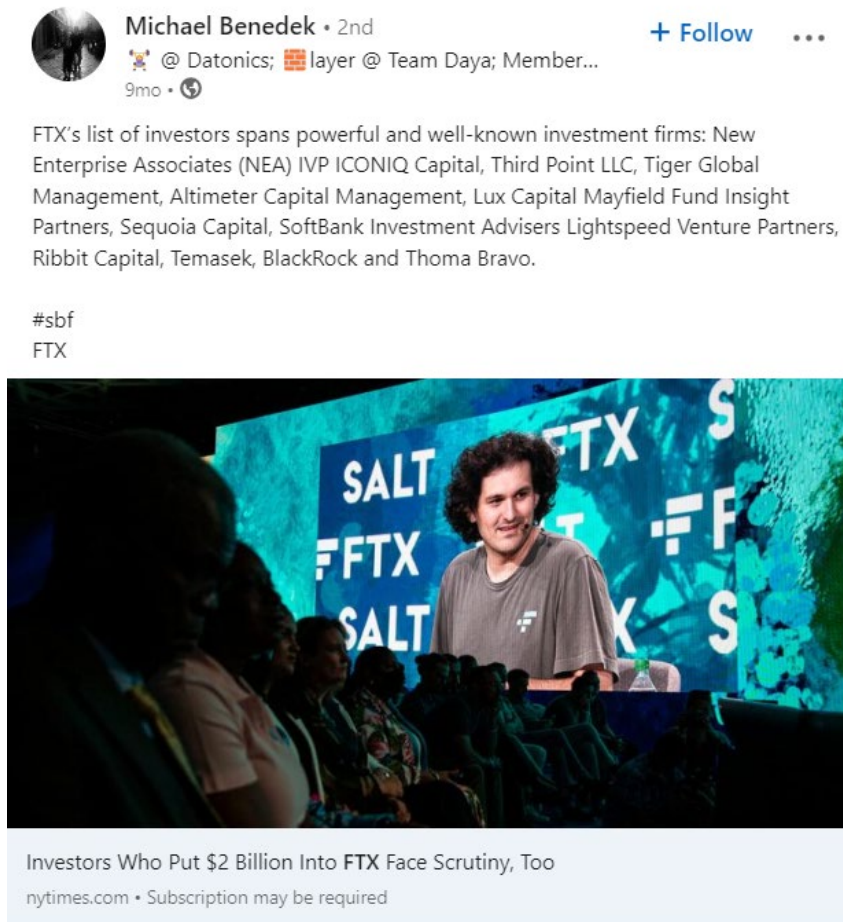 Michael Benedek • 2nd
+ Follow
🏋 @ Datonics; 🧱layer @ Team Daya; Member...
9mo •
FTX's list of investors spans powerful and well-known investment firms: New
Enterprise Associates (NEA) IVP ICONIQ Capital, Third Point LLC, Tiger Global
Management, Altimeter Capital Management, Lux Capital Mayfield Fund Insight
Partners, Sequoia Capital, SoftBank Investment Advisers Lightspeed Venture Partners,
Ribbit Capital, Temasek, BlackRock and Thoma Bravo.
#sbf
FTX
SALT
FTX
S
FTX
T
F
SALT
X
S
Investors Who Put $2 Billion Into FTX Face Scrutiny, Too
nytimes.com • Subscription may be required